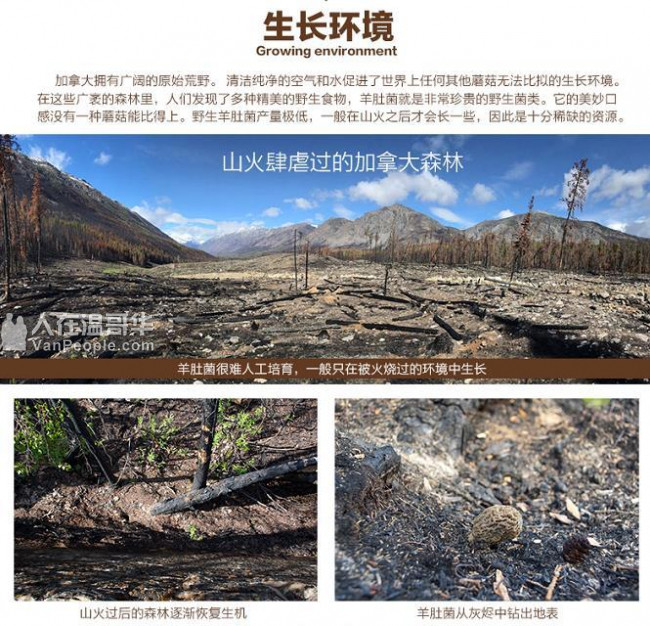 生长环境
Growing environment
加拿大拥有广阔的原始荒野。 清洁纯净的空气和水促进了世界上任何其他蘑菇无法比拟的生长环境。
在这些广袤的森林里，人们发现了多种精美的野生食物，羊肚菌就是非常珍贵的野生菌类。它的美妙口
感没有一种蘑菇能比得上。野生羊肚菌产量极低，一般在山火之后才会长一些，因此是十分稀缺的资源。
山火肆虐过的加拿大森林
人在温哥华
VanPeople.com
羊肚菌很难人工培育，一般只在被火烧过的环境中生长
山火过后的森林逐渐恢复生机
羊肚菌从灰烬中钻出地表